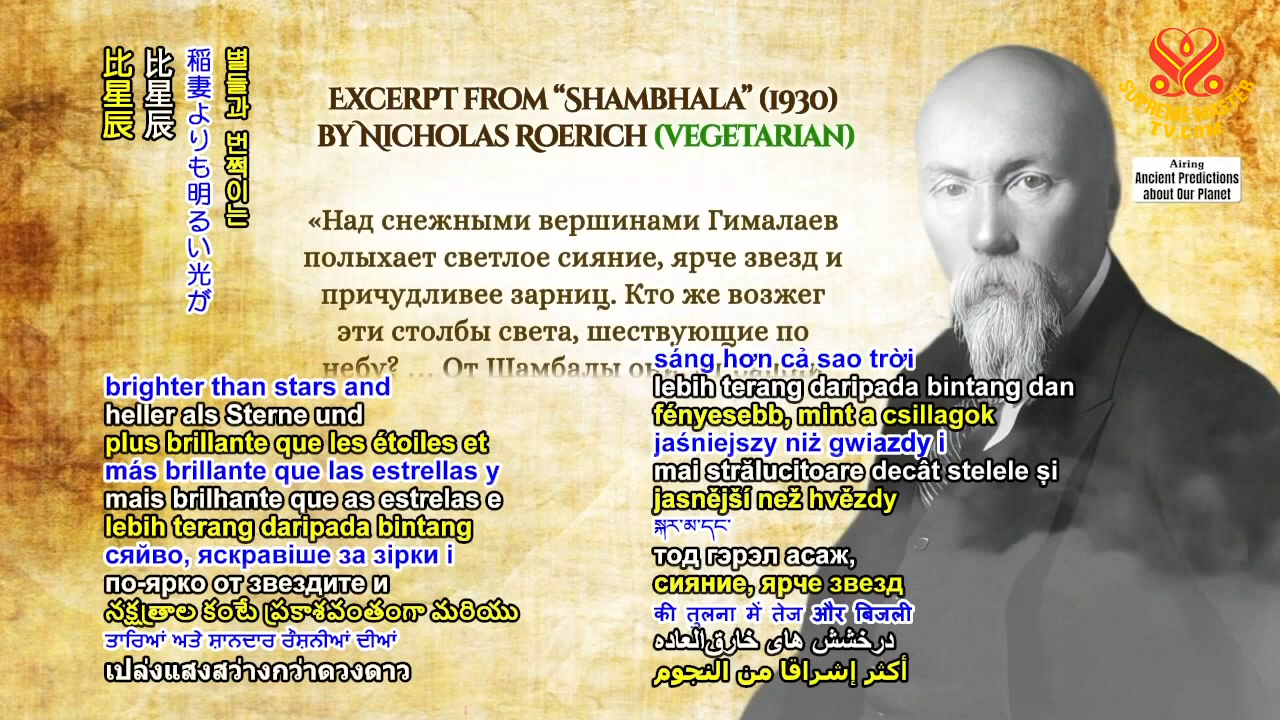 EXCERPT FROM “SHAMBHALA” (1930)
BY NICHOLAS ROERICH (VEGETARIAN)
«Над снежными вершинами Гималаев
полыхает светлое сияние, ярче звезд и
причудливее зарниц. Кто же возжег
эти столбы света, шествующие по
небу? … От Шамбалы
SUPREME MASTER
TV.COM
Airing
Ancient Predictions
about Our Planet
比星辰
比星辰
稲妻よりも明るい光が
별들과 번쩍이는
brighter than stars and
heller als Sterne und
plus brillante que les étoiles et
más brillante que las estrellas y
mais brilhante que as estrelas e
lebih terang daripada bintang
сяйво, яскравіше за зірки і
по-ярко от звездите и
నక్షత్రాల కంటే ప్రకాశవంతంగా మరియు
ਤਾਰਿਆਂ ਅਤੇ ਸ਼ਾਨਦਾਰ ਰੌਸ਼ਨੀਆਂ ਦੀਆਂ
เปล่งแสงสว่างกว่าดวงดาว
sáng hơn cả sao trời
lebih terang daripada bintang dan
fényesebb, mint a csillagok
jaśniejszy niż gwiazdy i
mai strălucitoare decât stelele și
jasnější než hvězdy
སྐར་མ་དང་
тод гэрэл асаж,
сияние, ярче звезд
की तुलना में तेज और बिजली
درخشش های خارق‌العاده
أكثر إشراقا من النجوم